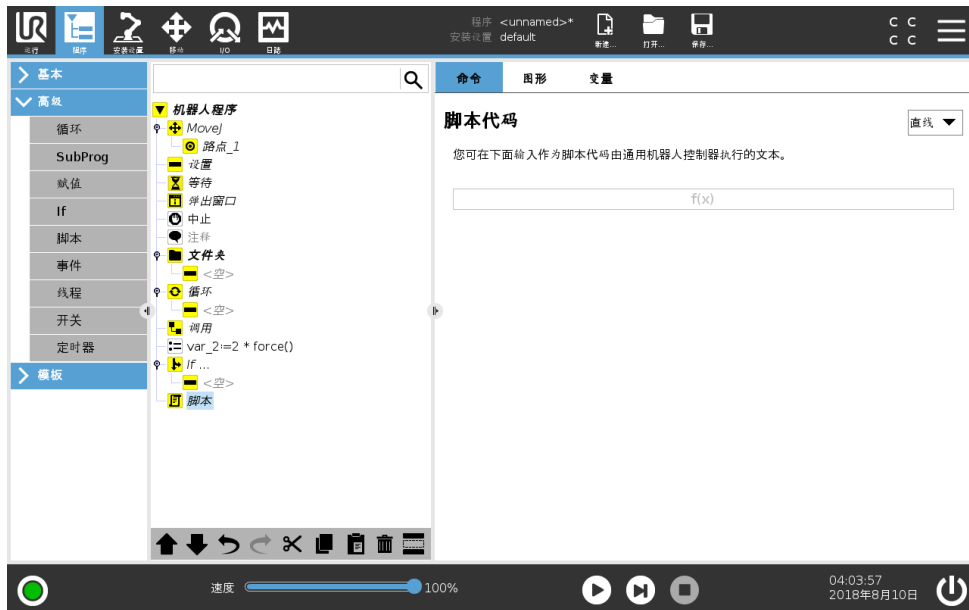 UR
运行
程序
安装设置
移动
I/O
日志
程序 <unnamed>*
安装设置 default
新建...
打开...
保存...
C C
C C
基本
高级
循环
SubProg
赋值
If
脚本
事件
线程
开关
定时器
模板
机器人程序
MoveJ
路点_1
设置
等待
弹出窗口
中止
注释
文件夹
<空>
循环
<空>
调用
var_2:=2 * force()
If ...
<空>
脚本
命令 图形 变量
脚本代码
直线
您可在下面输入作为脚本代码由通用机器人控制器执行的文本。
f(x)
速度 100%
04:03:57
2018年8月10日